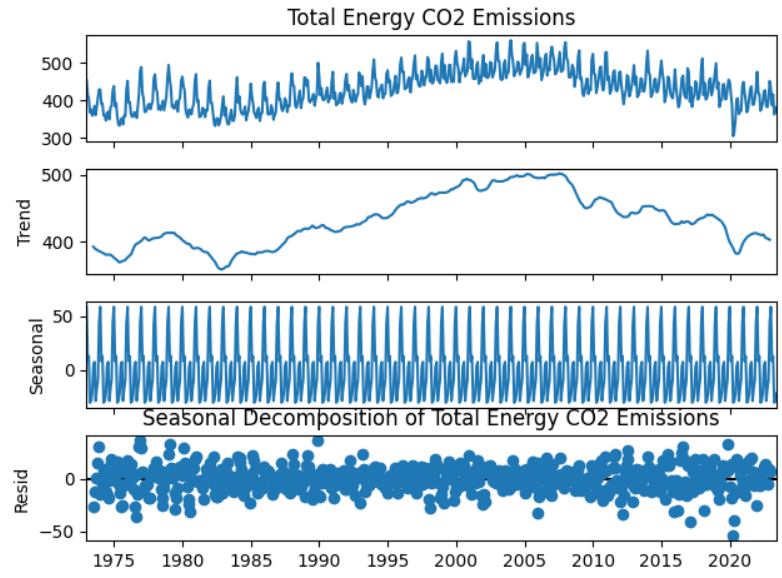 Total Energy CO2 Emissions
500
400
300
500
Trend
400
50
Seasonal
0
Seasonal Decomposition of Total Energy CO2 Emissions
Resid
0
−50
1975 1980 1985 1990 1995 2000 2005 2010 2015 2020